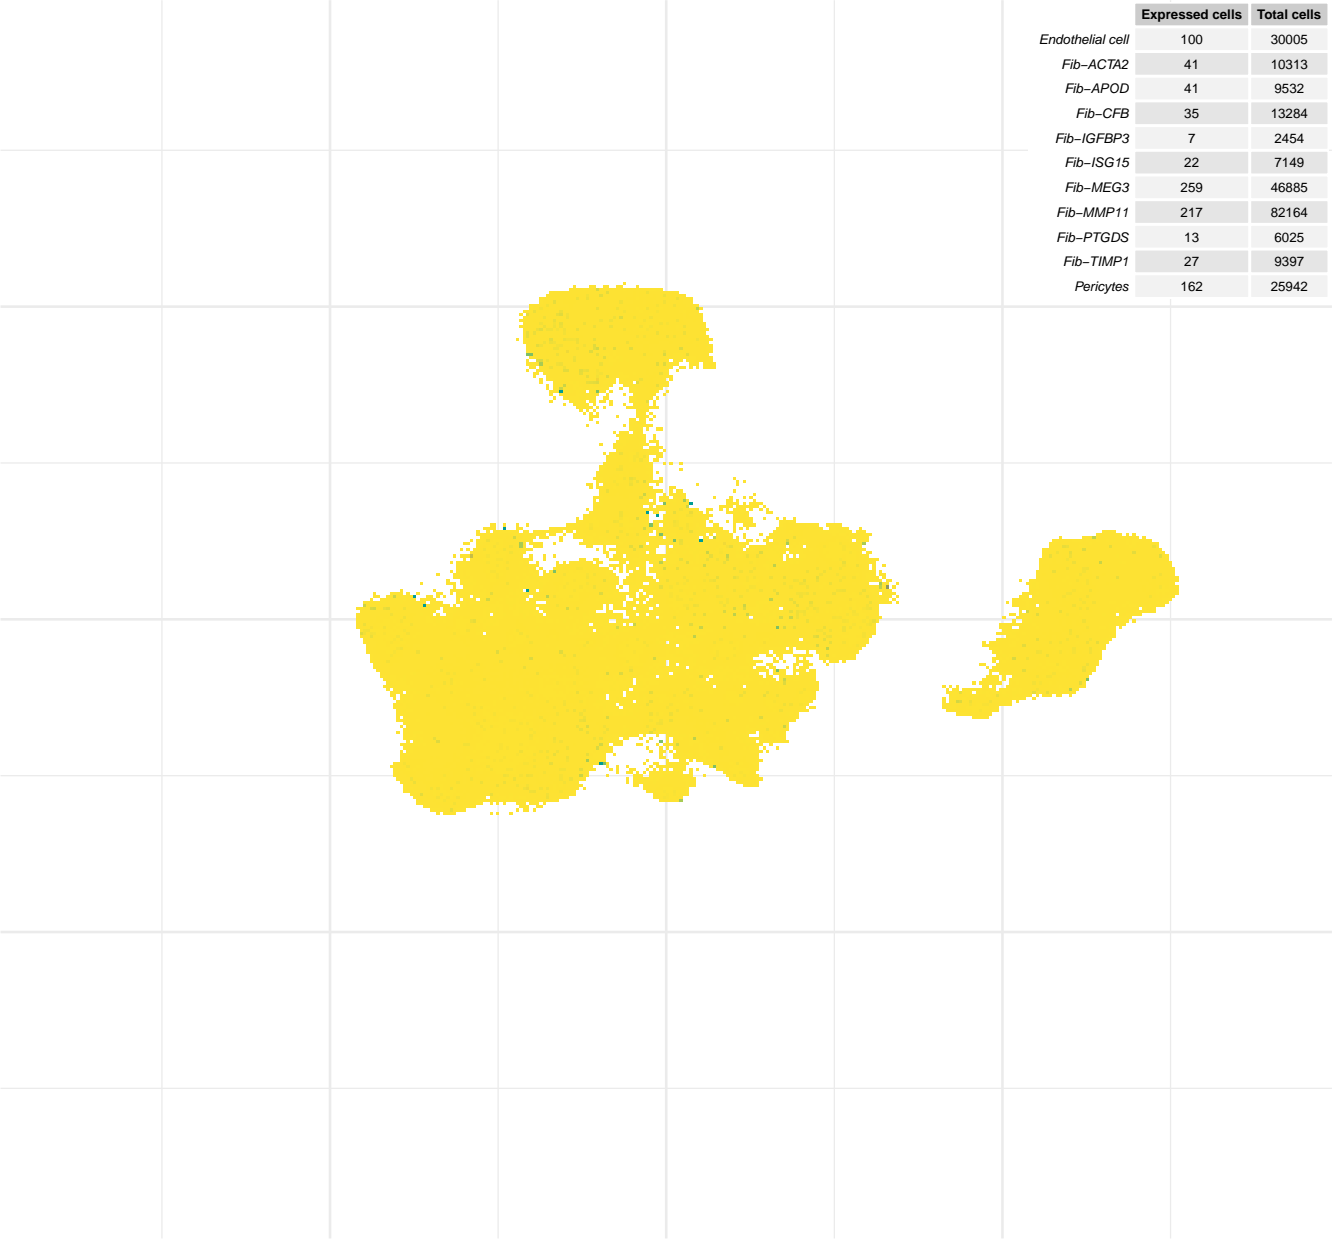 Expressed cells Total cells
Endothelial cell 100 30005
Fib−ACTA2 41 10313
Fib−APOD 41 9532
Fib−CFB 35 13284
Fib−IGFBP3 7 2454
Fib−ISG15 22 7149
Fib−MEG3 259 46885
Fib−MMP11 217 82164
Fib−PTGDS 13 6025
Fib−TIMP1 27 9397
Pericytes 162 25942